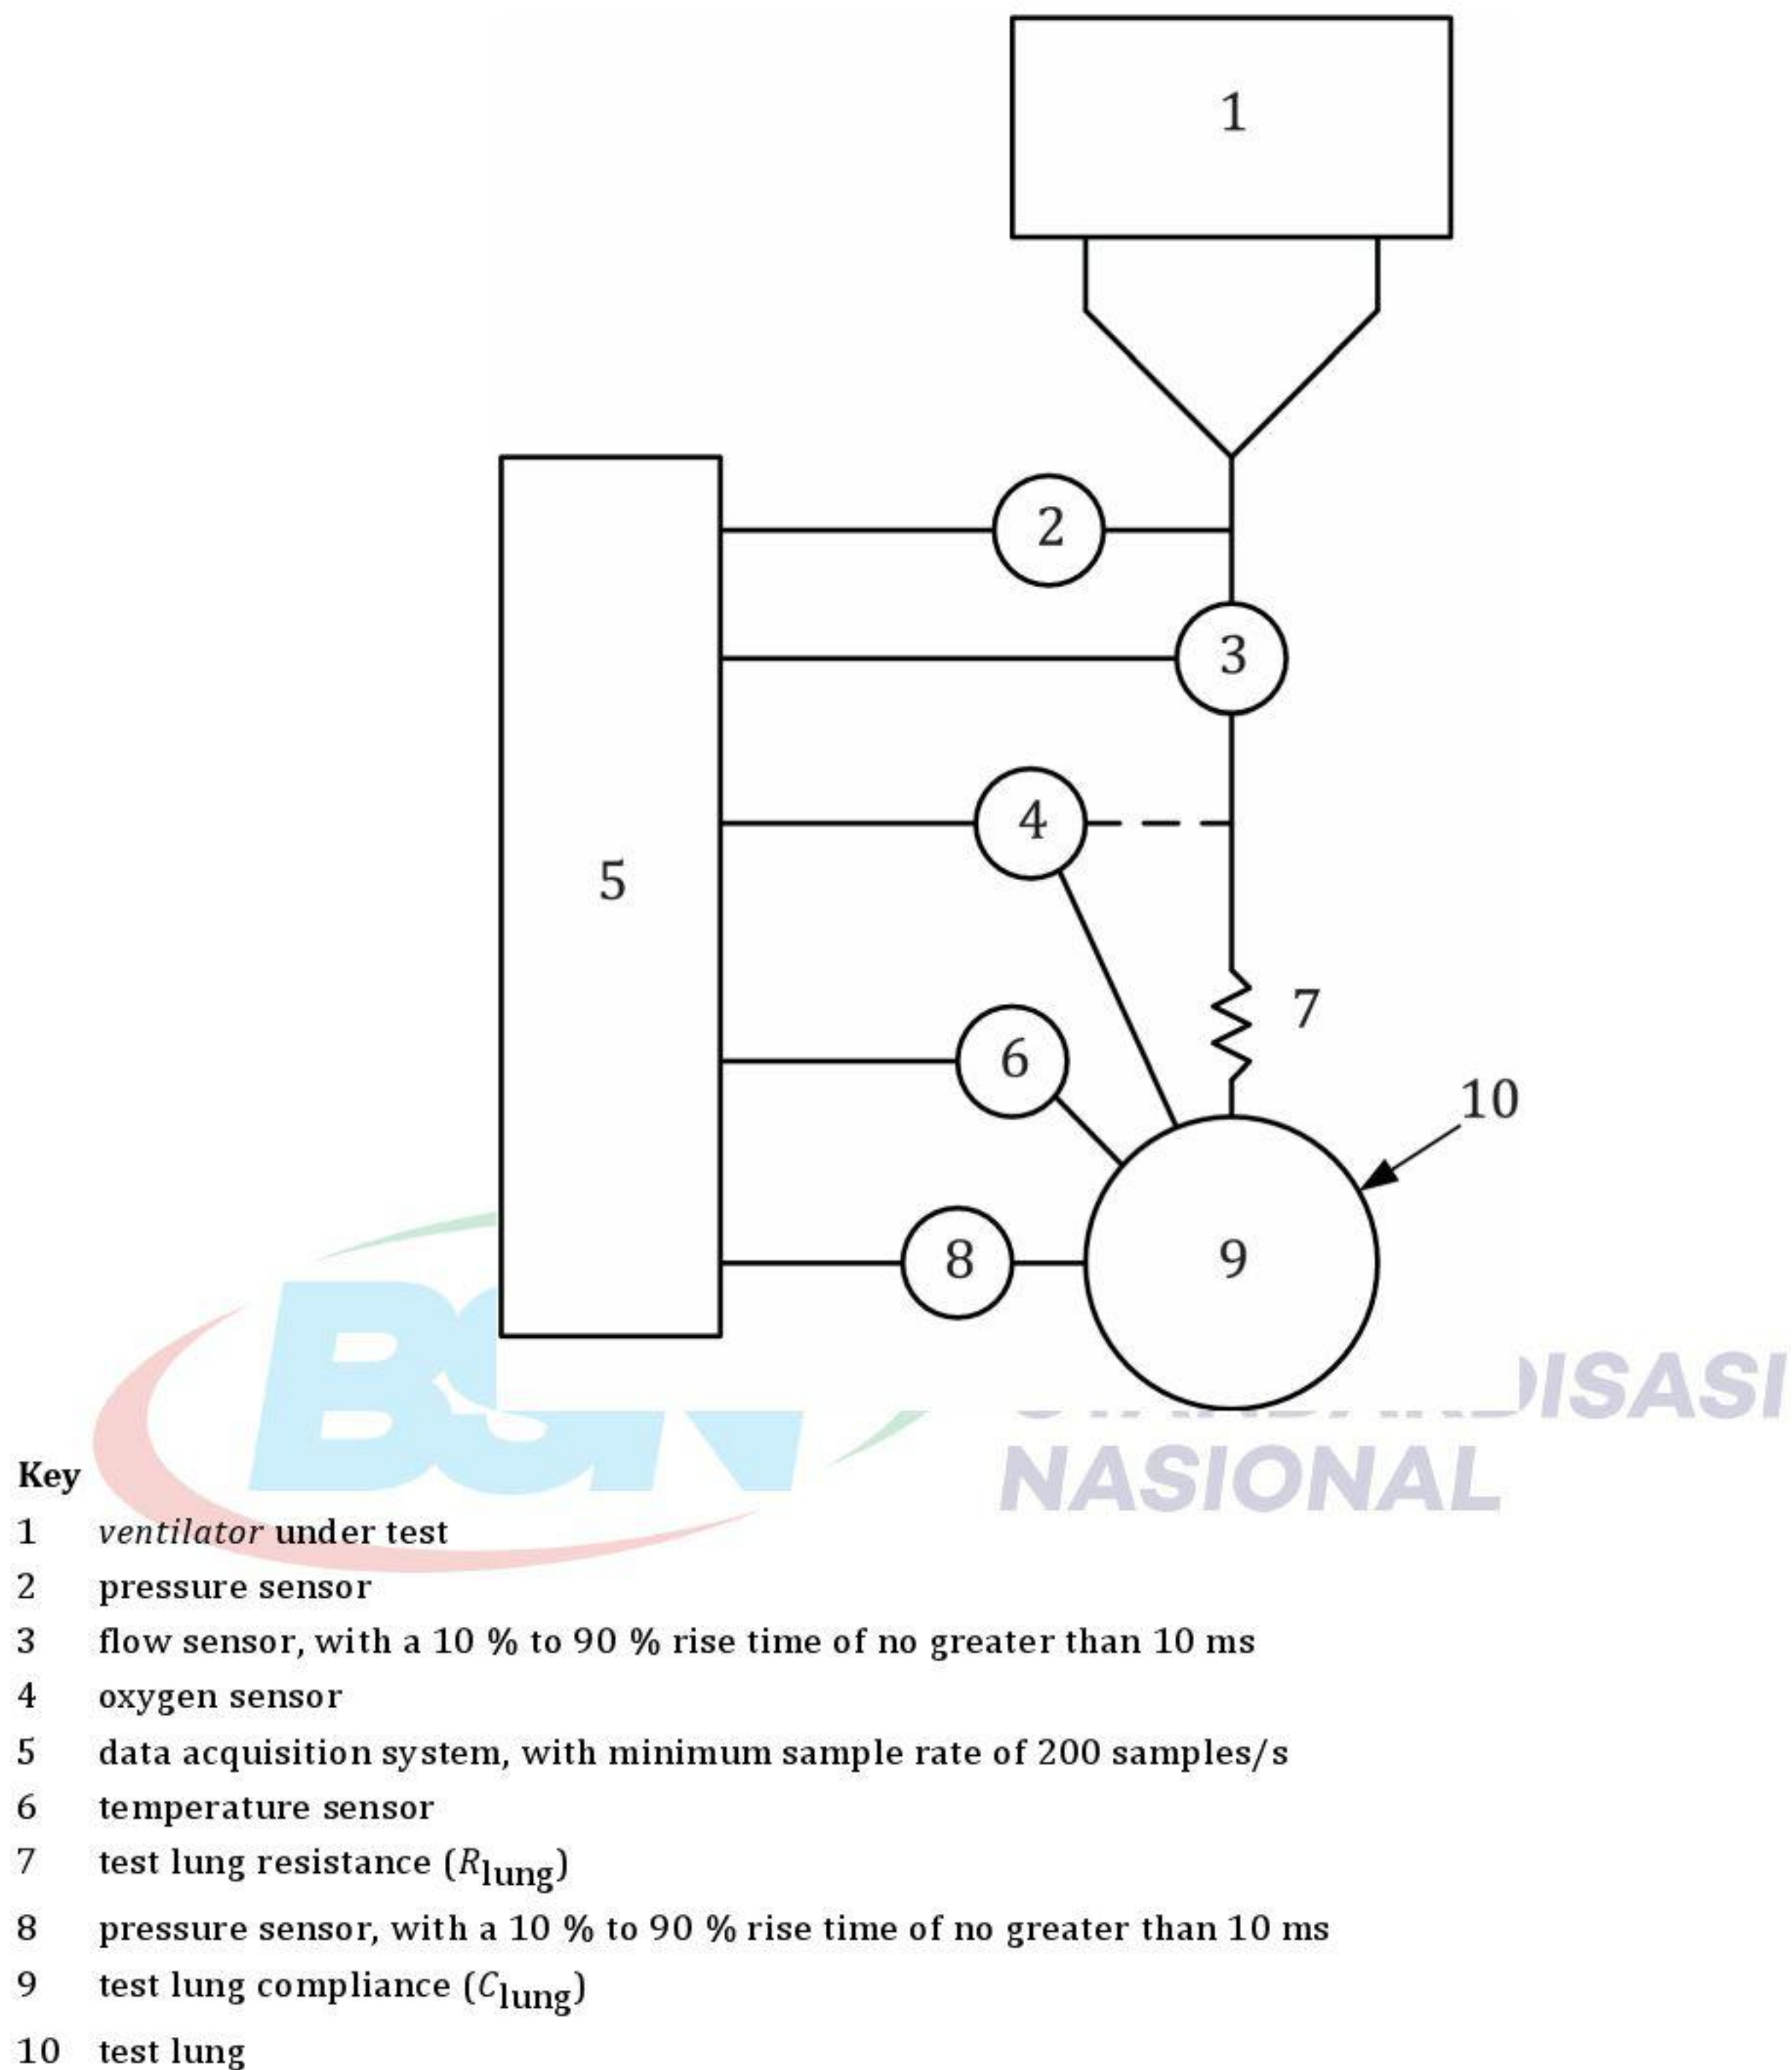 1
2
3
4
5
7
6
10
8
9
BSN
STANDARDISASI
NASIONAL
Key
1 ventilator under test
2 pressure sensor
3 flow sensor, with a 10 % to 90 % rise time of no greater than 10 ms
4 oxygen sensor
5 data acquisition system, with minimum sample rate of 200 samples/s
6 temperature sensor
7 test lung resistance (Rlung)
8 pressure sensor, with a 10 % to 90 % rise time of no greater than 10 ms
9 test lung compliance (Clung)
10 test lung